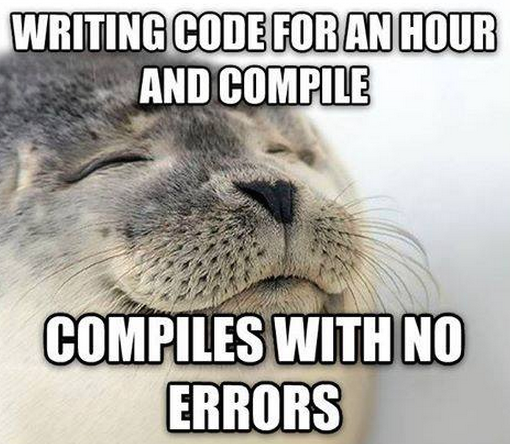 WRITING CODE FOR AN HOUR
AND COMPILE
COMPILES WITH NO
ERRORS